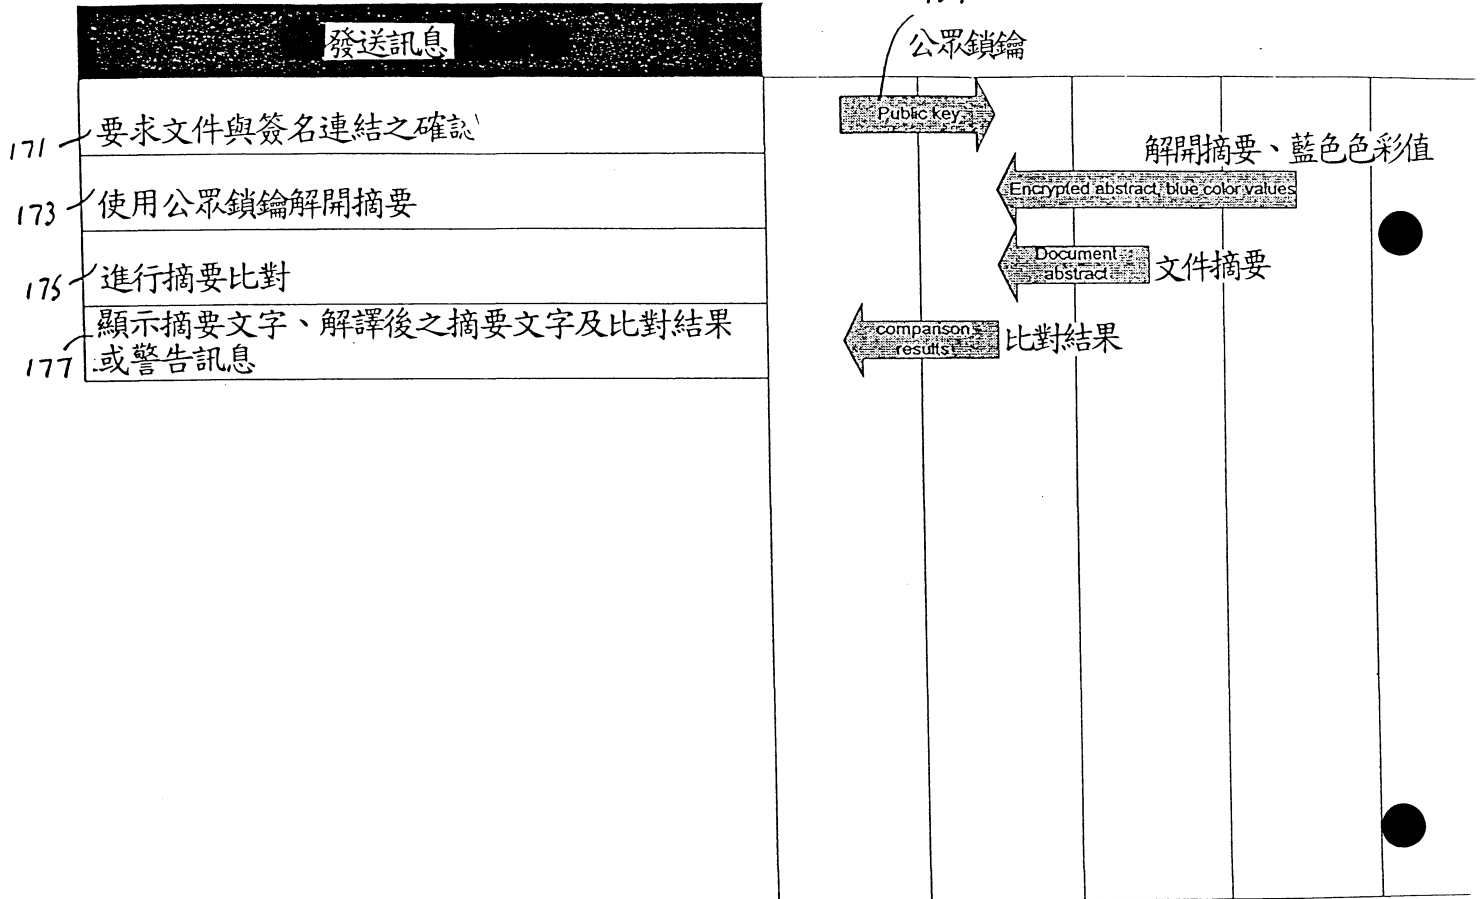 發送訊息
公眾鎖鑰
Public key
171 要求文件與簽名連結之確認
解開摘要、藍色色彩值
173 使用公眾鎖鑰解開摘要
Encrypted abstract, blue color values
175 進行摘要比對
Document
abstract
文件摘要
177 顯示摘要文字、解譯後之摘要文字及比對結果
或警告訊息
comparison
results
比對結果